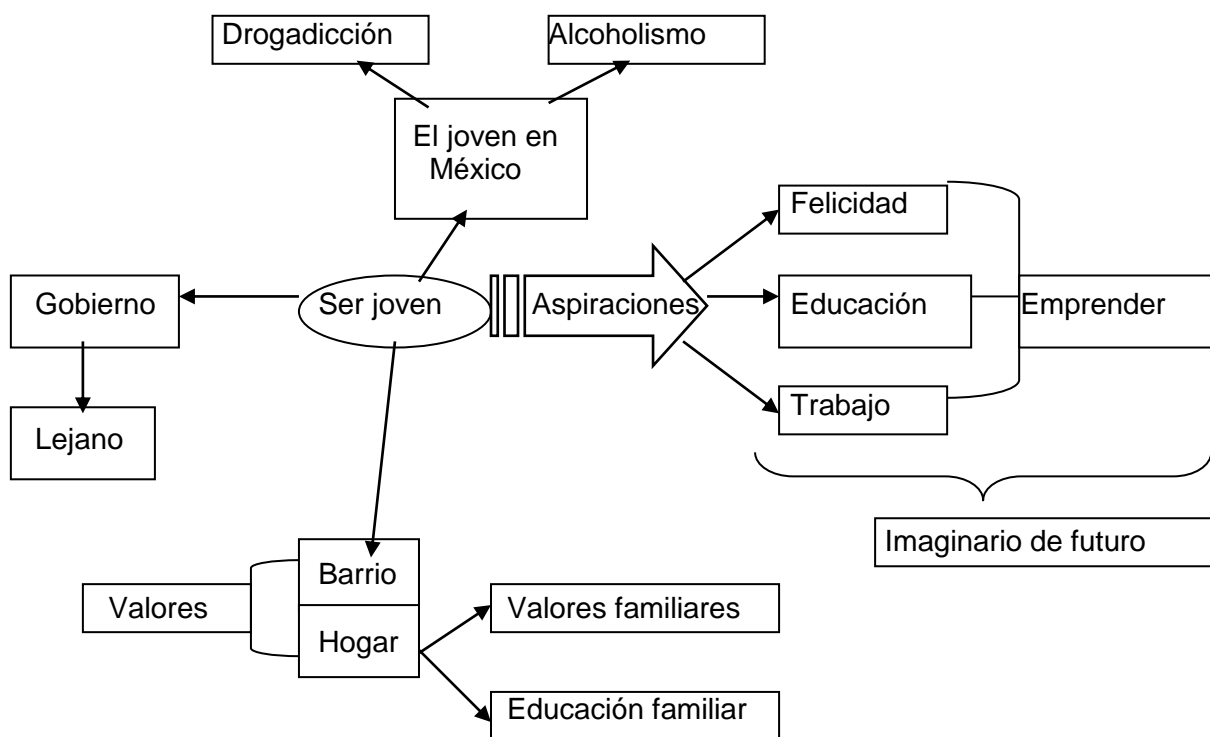 Drogadicción
Alcoholismo
El joven en
México
Felicidad
Gobierno
Ser joven
Aspiraciones
Educación
Emprender
Lejano
Trabajo
Imaginario de futuro
Barrio
Valores
Valores familiares
Hogar
Educación familiar